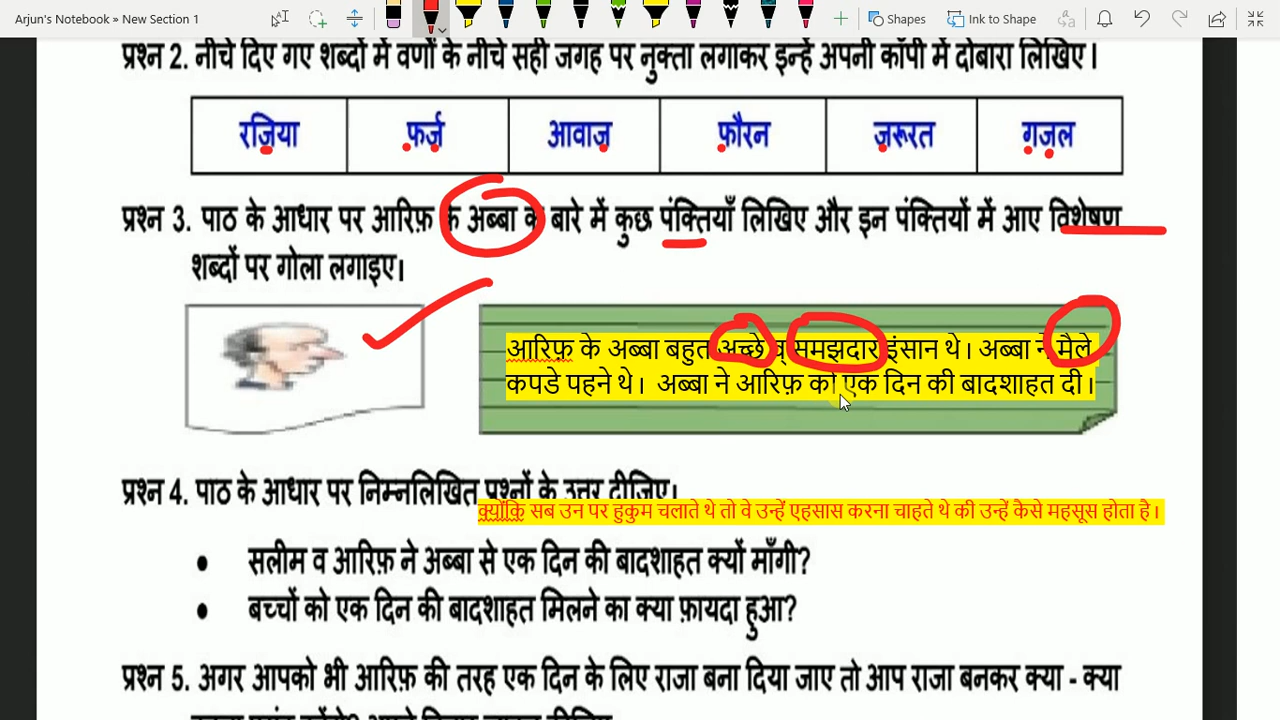 Arjun's Notebook » New Section 1
Shapes
Ink to Shape
प्रश्न 2. नीचे दिए गए शब्दों में वर्णों के नीचे सही जगह पर नुक्ता लगाकर इन्हें अपनी कॉपी में दोबारा लिखिए।
रजिया फर्ज आवाज फौरन जरूरत गजल
प्रश्न 3. पाठ के आधार पर आरिफ़ के अब्बा के बारे में कुछ पंक्तियाँ लिखिए और इन पंक्तियों में आए विशेषण
शब्दों पर गोला लगाइए।
आरिफ़ के अब्बा बहुत अच्छे व् समझदार इंसान थे। अब्बा ने मैले
कपडे पहने थे। अब्बा ने आरिफ़ को एक दिन की बादशाहत दी।
प्रश्न 4. पाठ के आधार पर निम्नलिखित प्रश्नों के उत्तर दीजिए।
क्योंकि सब उन पर हुकुम चलाते थे तो वे उन्हें एहसास करना चाहते थे की उन्हें कैसे महसूस होता है।
• सलीम व आरिफ़ ने अब्बा से एक दिन की बादशाहत क्यों माँगी?
• बच्चों को एक दिन की बादशाहत मिलने का क्या फ़ायदा हुआ?
प्रश्न 5. अगर आपको भी आरिफ़ की तरह एक दिन के लिए राजा बना दिया जाए तो आप राजा बनकर क्या - क्या